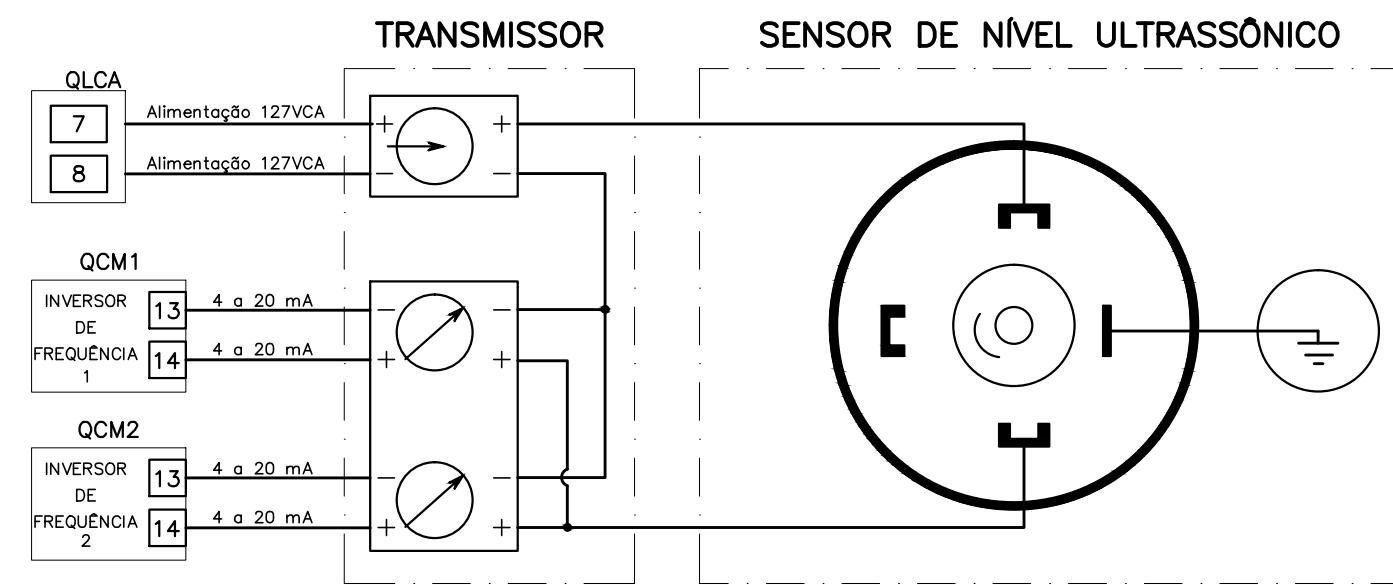 TRANSMISSOR
SENSOR DE NÍVEL ULTRASSÔNICO
QLCA
7
Alimentação 127VCA
8
Alimentação 127VCA
+
-
+
-
QCM1
INVERSOR
DE
FREQUÊNCIA
1
13
4 a 20 mA
14
4 a 20 mA
-
+
-
+
QCM2
INVERSOR
DE
FREQUÊNCIA
2
13
4 a 20 mA
14
4 a 20 mA
-
+
-
+